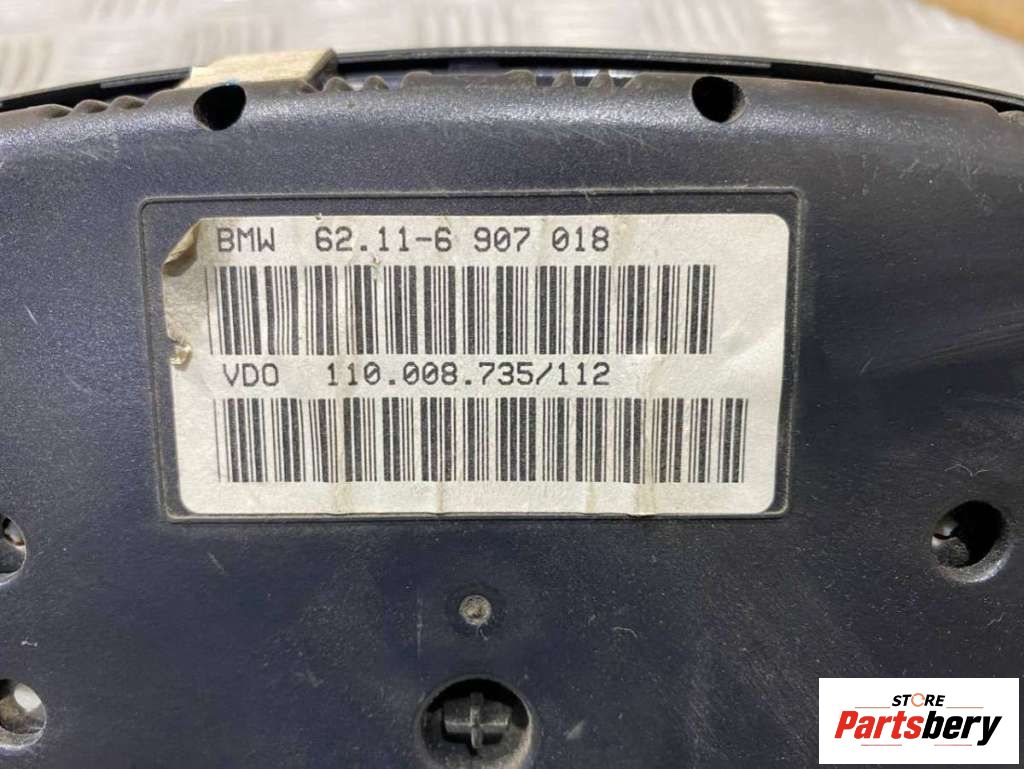 BMW 62.11-6 907 018
VDO 110.008.735/112
STORE
Partsbery